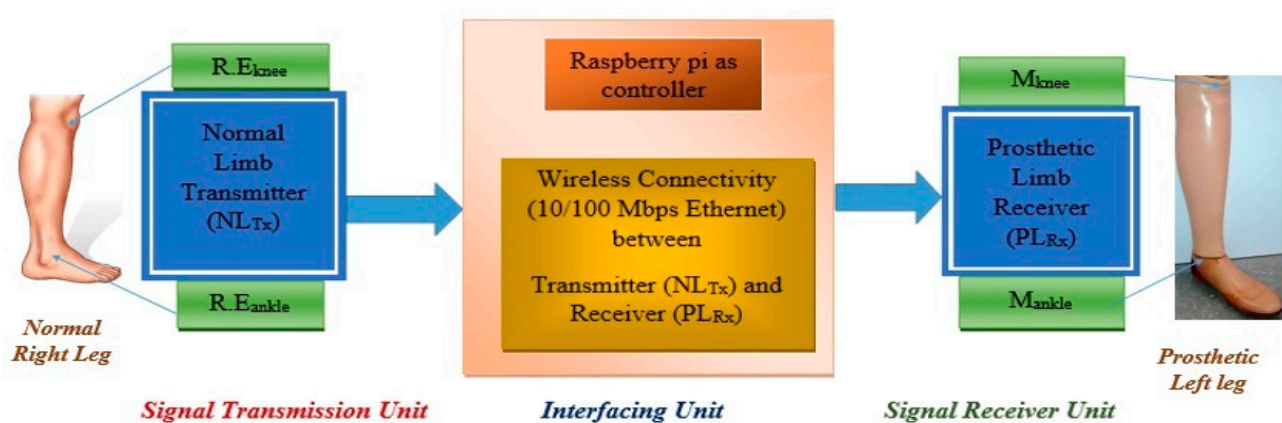 R.Eknee
Normal
Limb
Transmitter
(NLTx)
R.Eankle
Normal
Right Leg
Signal Transmission Unit
Raspberry pi as
controller
Wireless Connectivity
(10/100 Mbps Ethernet)
between
Transmitter (NLTx) and
Receiver (PLRx)
Interfacing Unit
Mknee
Prosthetic
Limb
Receiver
(PLRx)
Mankle
Prosthetic
Left leg
Signal Receiver Unit